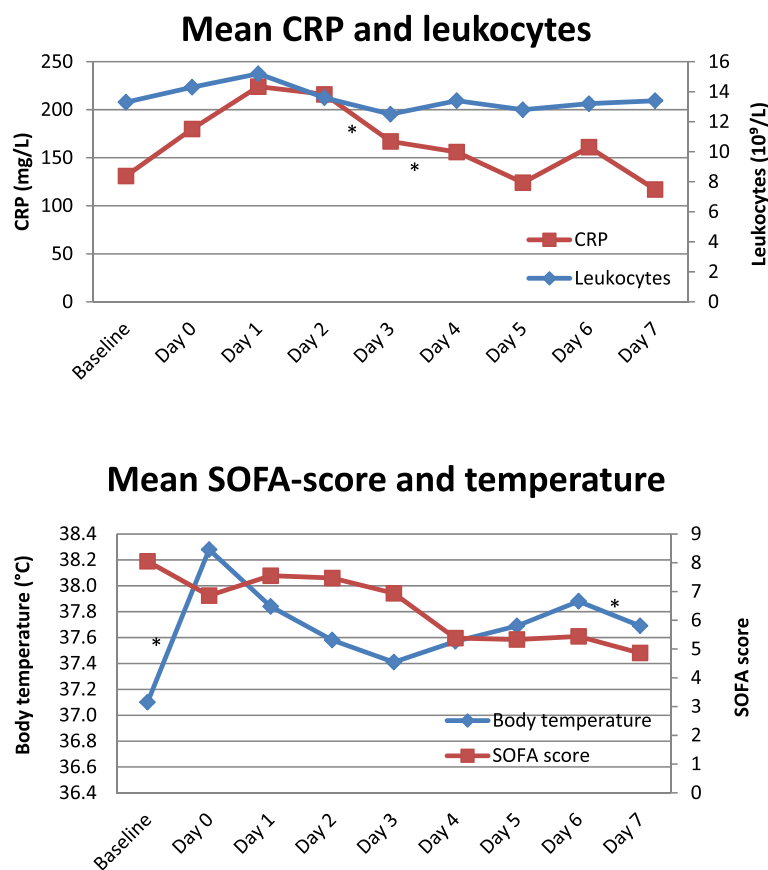 Mean CRP and leukocytes
CRP (mg/L)
250
200
150
100
50
0
16
14
12
10
8
6
4
2
0
Leukocytes (10⁹/L)
*
*
CRP
Leukocytes
Baseline
Day 0
Day 1
Day 2
Day 3
Day 4
Day 5
Day 6
Day 7
Mean SOFA-score and temperature
Body temperature (°C)
38.4
38.2
38.0
37.8
37.6
37.4
37.2
37.0
36.8
36.6
36.4
9
8
7
6
5
4
3
2
1
0
SOFA score
*
*
Body temperature
SOFA score
Baseline
Day 0
Day 1
Day 2
Day 3
Day 4
Day 5
Day 6
Day 7